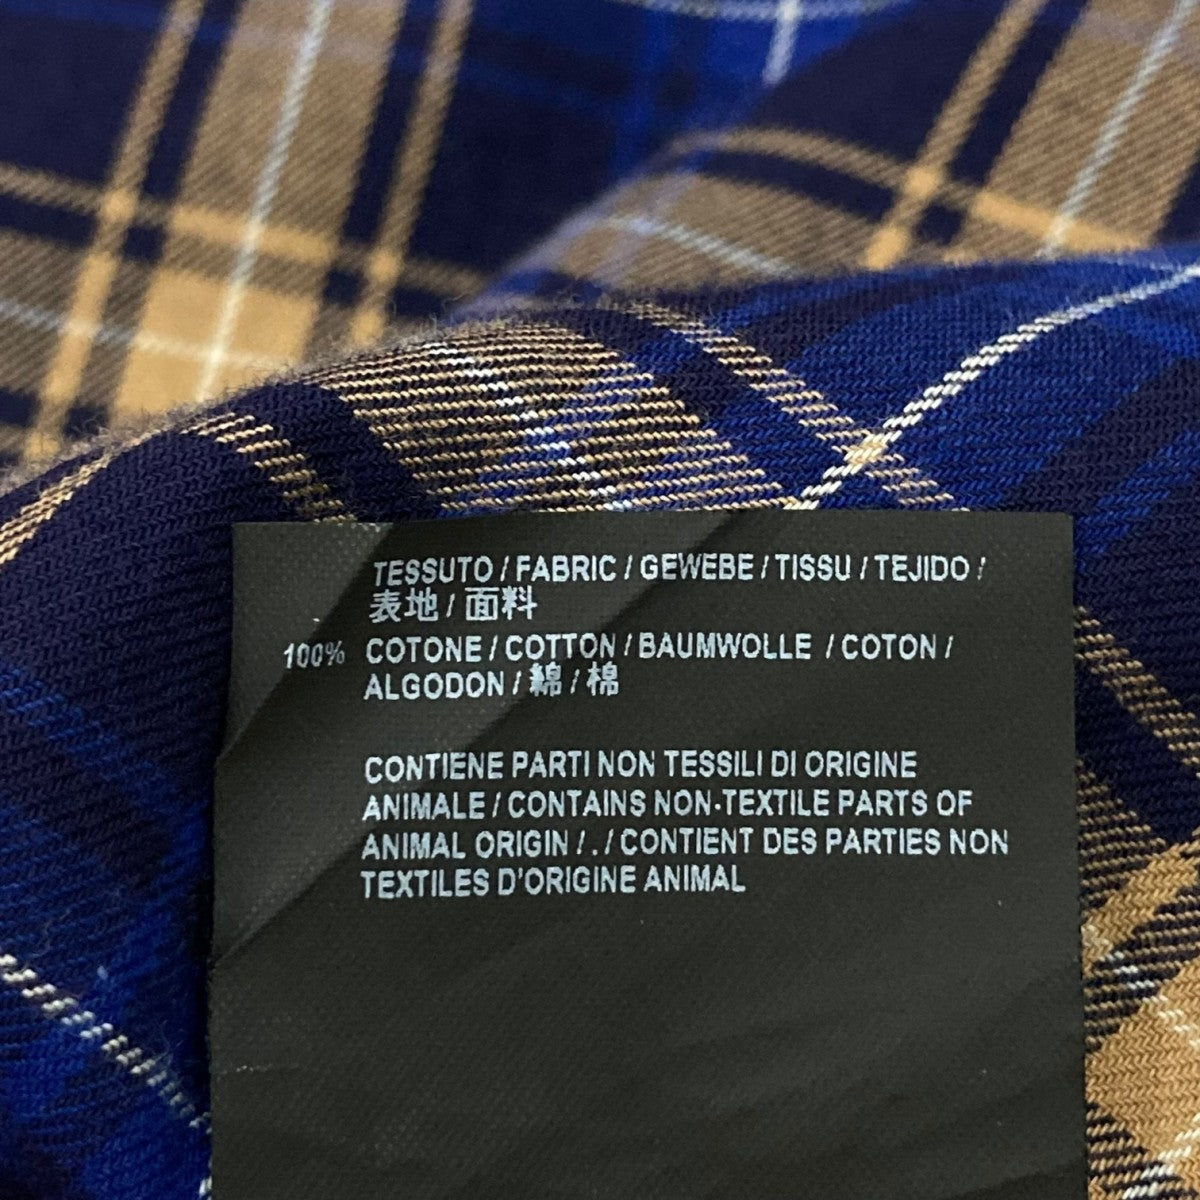 TESSUTO / FABRIC / GEWEBE / TISSU / TEJIDO /
表地 / 面料
100% COTONE / COTTON / BAUMWOLLE / COTON /
ALGODON / 綿 / 棉
CONTIENE PARTI NON TESSILI DI ORIGINE
ANIMALE / CONTAINS NON-TEXTILE PARTS OF
ANIMAL ORIGIN / . / CONTIENT DES PARTIES NON
TEXTILES D'ORIGINE ANIMAL